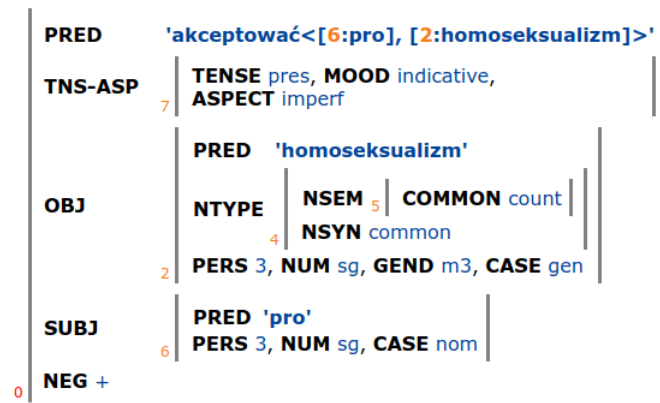 PRED 'akceptować<[6:pro], [2:homoseksualizm]>'
TNS-ASP 7 TENSE pres, MOOD indicative,
ASPECT imperf
PRED 'homoseksualizm'
OBJ NTYPE NSEM 5 COMMON count
4 NSYN common
2 PERS 3, NUM sg, GEND m3, CASE gen
SUBJ PRED 'pro'
6 PERS 3, NUM sg, CASE nom
0 NEG +